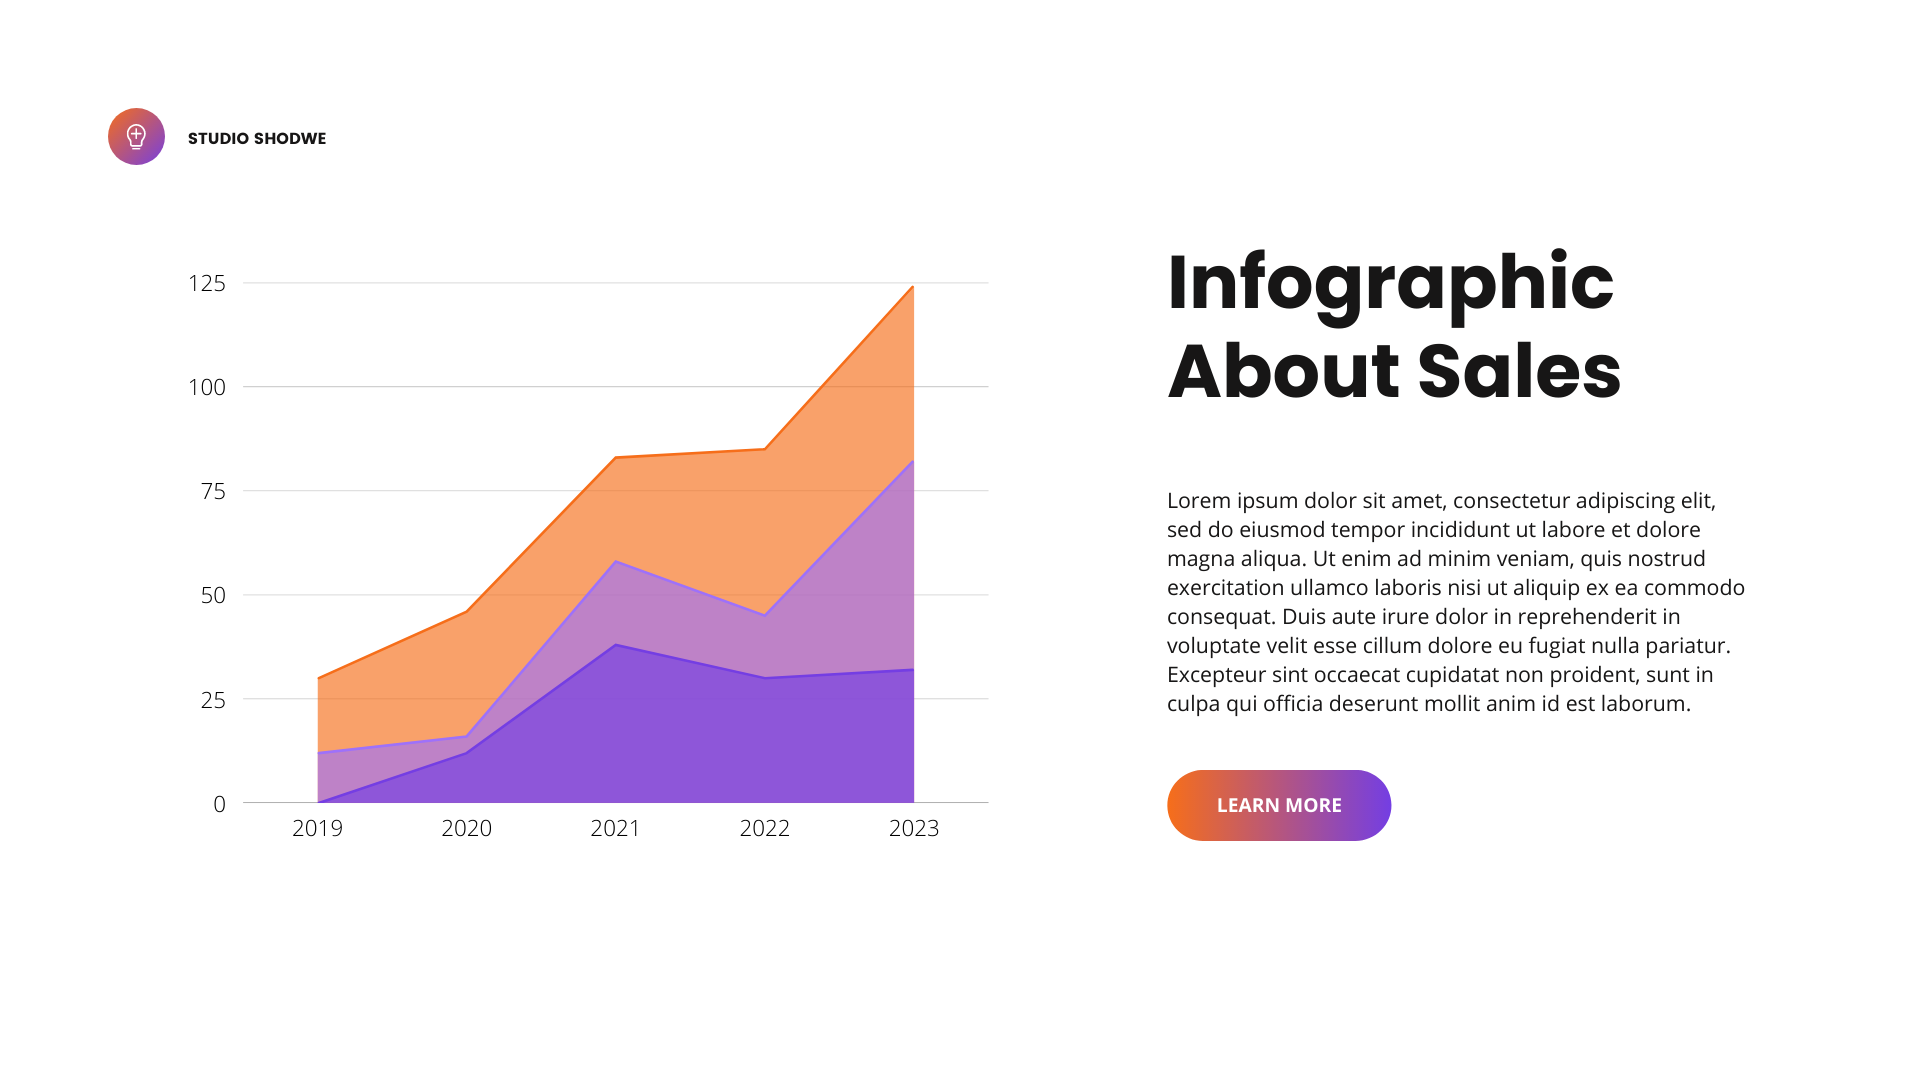 STUDIO SHODWE
125
100
75
50
25
0
2019 2020 2021 2022 2023
Infographic
About Sales
Lorem ipsum dolor sit amet, consectetur adipiscing elit,
sed do eiusmod tempor incididunt ut labore et dolore
magna aliqua. Ut enim ad minim veniam, quis nostrud
exercitation ullamco laboris nisi ut aliquip ex ea commodo
consequat. Duis aute irure dolor in reprehenderit in
voluptate velit esse cillum dolore eu fugiat nulla pariatur.
Excepteur sint occaecat cupidatat non proident, sunt in
culpa qui officia deserunt mollit anim id est laborum.
LEARN MORE